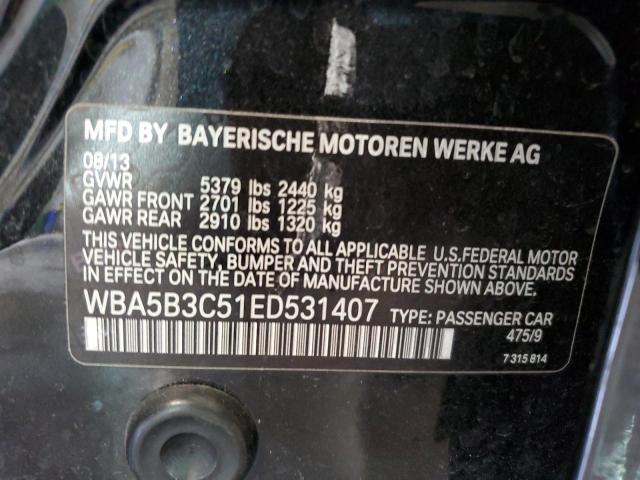 MFD BY BAYERISCHE MOTOREN WERKE AG
08/13
GVWR 5379 lbs 2440 kg
GAWR FRONT 2701 lbs 1225 kg
GAWR REAR 2910 lbs 1320 kg
THIS VEHICLE CONFORMS TO ALL APPLICABLE U.S.FEDERAL MOTOR
VEHICLE SAFETY, BUMPER AND THEFT PREVENTION STANDARDS
IN EFFECT ON THE DATE OF MANUFACTURE SHOWN ABOVE.
WBA5B3C51ED531407 TYPE: PASSENGER CAR
475/9
7 315 814